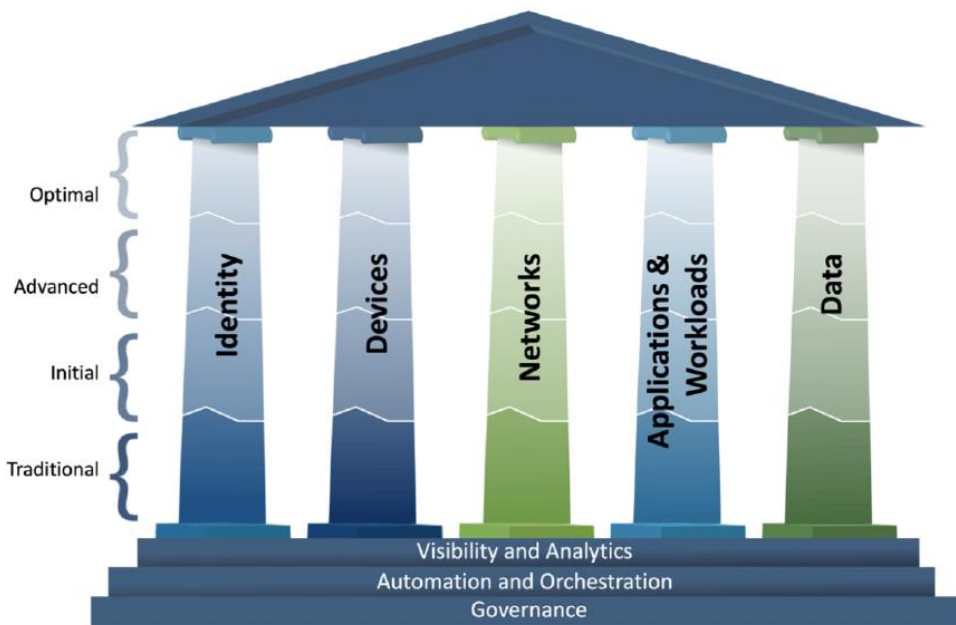 Optimal
Advanced
Initial
Traditional
Identity
Devices
Networks
Applications &
Workloads
Data
Visibility and Analytics
Automation and Orchestration
Governance